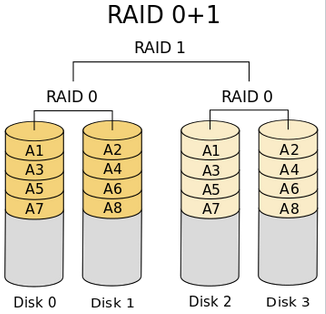 RAID 0+1
RAID 1
RAID 0 RAID 0
A1 A2 A1 A2
A3 A4 A3 A4
A5 A6 A5 A6
A7 A8 A7 A8
Disk 0 Disk 1 Disk 2 Disk 3